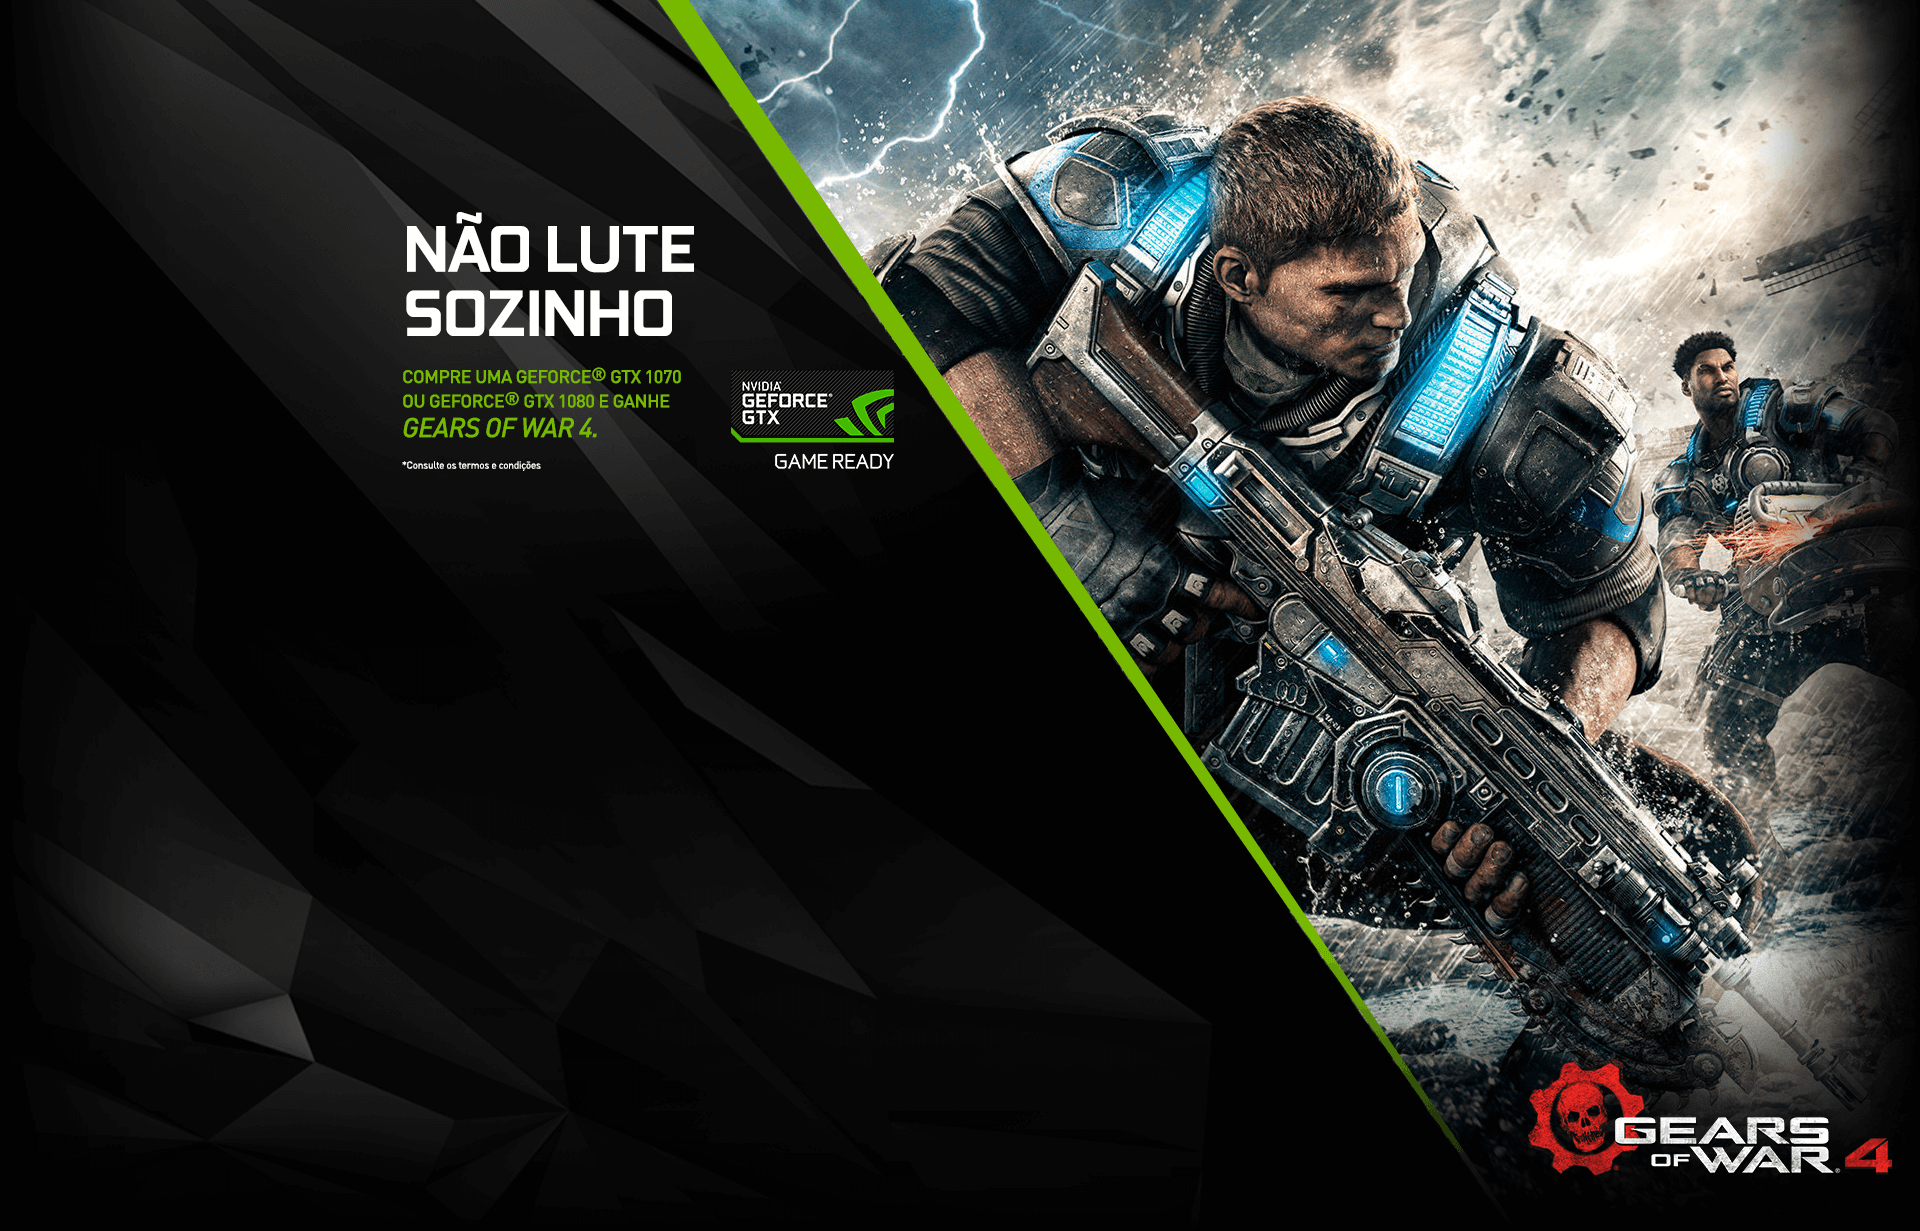 NÃO LUTE
SOZINHO
COMPRE UMA GEFORCE® GTX 1070
OU GEFORCE® GTX 1080 E GANHE
GEARS OF WAR 4.
*Consulte os termos e condições
NVIDIA
GEFORCE®
GTX
GAME READY
GEARS
OF WAR® 4